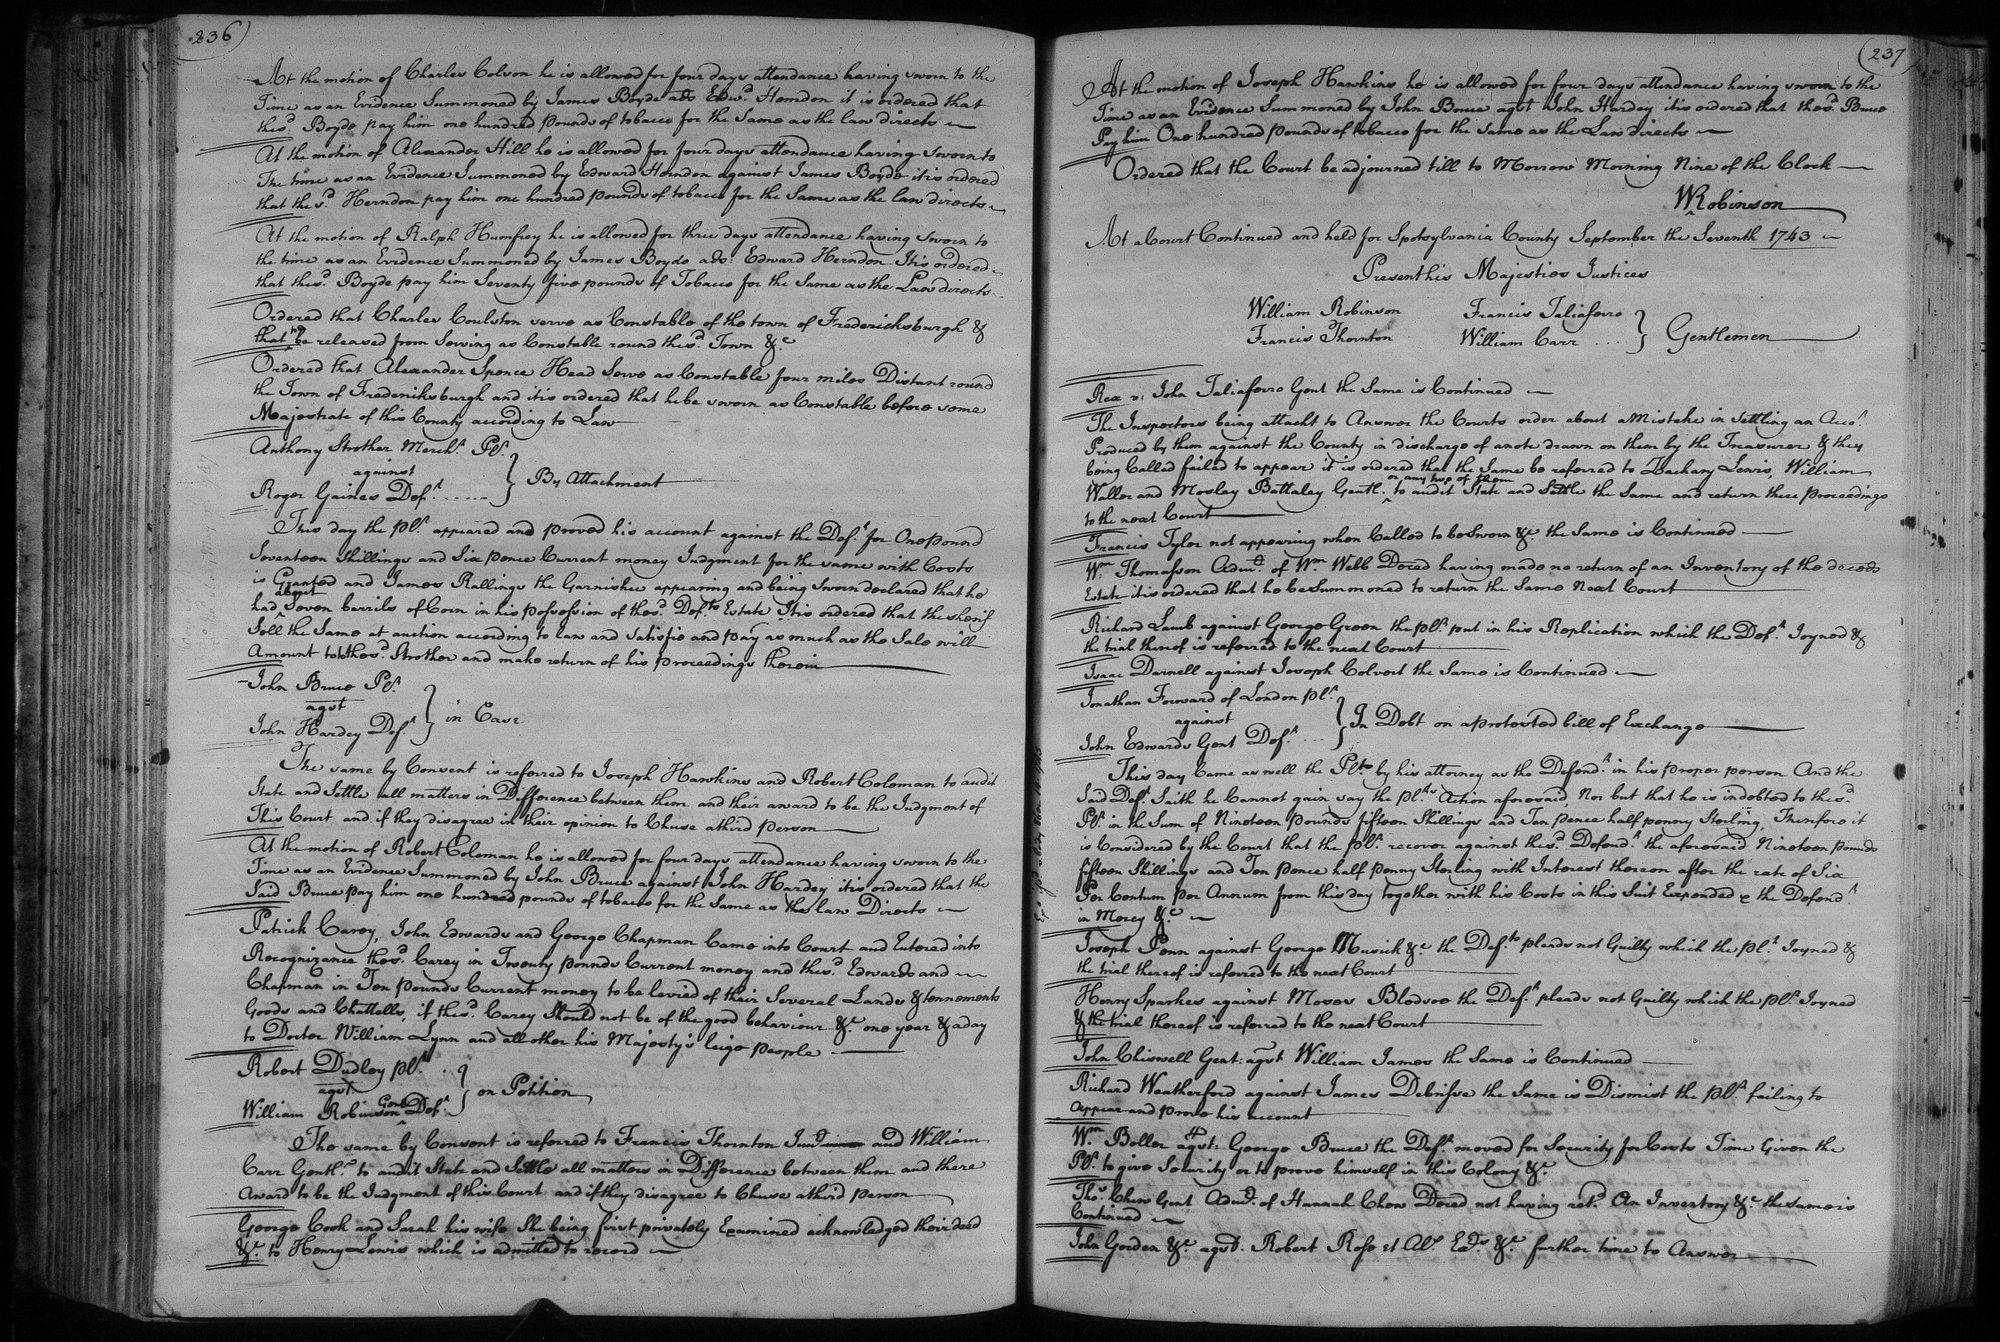 236)
At the motion of Charles Colson he is allowed for four days attendance having sworn to the
Time as an Evidence Summoned by James Boyde ads Edwd. Herndon it is ordered that
the sd. Boyde pay him one hundred pounds of tobacco for the Same as the law directs
At the motion of Alexander Hill he is allowed for four days attendance having Sworn to
The time as an Evidence Summoned by Edward Herndon against James Boyde it is ordered
that the sd. Herndon pay him one hundred pounds of tobacco for the Same as the law directs
At the motion of Ralph Humfrey he is allowed for three days attendance having Sworn to
the time as an Evidence Summoned by James Boyde ads: Edward Herndon It is ordered
that the sd. Boyde pay him Seventy five pounds of Tobacco for the Same as the Law directs
Ordered that Charles Coulston serve as Constable of the town of Fredericksburgh &
that be released from Serving as Constable round the sd. Town &c
Ordered that Alexander Spence Head Serve as Constable four miles Distant round
the Town of Frederiksburgh and it is ordered that he be sworn as Constable before some
Majestrate of this County according to Law
Anthony Strother Mercht. Plt.
against
Roger Gaines Deft. ......
} By Attachment
This day the plt. appeared and proved his account against the Deft. for One pound
Seventeen Shillings and Six pence Current money Judgment for the same with Costs
is Granted and James Rallings the Garnishee appearing and being Sworn declared that he
had about Seven barrils of Corn in his possession of the sd. Defts Estate It is ordered that the sherif
Sell the Same at auction according to law and Satisfie and pay as much as the Sale will
Amount to to the sd. Strother and make return of his proceedings therein
John Bruce Plt.
agst
John Hardey Deft.
} in Case
The same by Consent is referred to Joseph Hawkins and Robert Coleman to audit
State and Settle all matters in Difference between them and their award to be the Judgment of
This Court and if they disagree in their opinion to Chuse a third person
At the motion of Robert Coleman he is allowed for four days attendance having sworn to the
Time as an Evidence Summoned by John Bruce against John Hardey it is ordered that the
Said Bruce pay him one hundred pounds of tobacco for the Same as the law Directs
Patrick Carey, John Edwards and George Chapman Came into Court and Entered into
Recognizance the sd. Carey in Twenty pounds Current money and the sd. Edwards and
Chapman in Ten pounds Current money to be levied of their Several Lands & tennements
Goods and Chattells, if the sd. Carey Should not be of the good behaviour &c. one year & a day
to Doctor William Lynn and all other his Majesty's leige people
Robert Dudley plt.
agst
William Robinson Gent Deft.
} on Petition
The same by Consent is referred to Francis Thornton Junr and William
Carr Gentl. to audit State and Settle all matters in Difference between them and there
award to be the Judgment of this Court and if they disagree to Chuse a third person
George Cook and Sarah his wife She being first privately Examined acknowledged their deed
&c. to Henry Lewis which is admitted to record
(237
At the motion of Joseph Hawkins he is allowed for four days attendance having sworn to the
Time as an Evidence Summoned by John Bruce agst John Hardey it is ordered that the sd. Bruce
Pay him One hundred pounds of tobacco for the same as the Law directs
Ordered that the Court be adjourned till to Morrow Morning Nine of the Clock
W Robinson
At a Court Continued and held for Spotsylvania County September the Seventh 1743
Present his Majesties Justices
William Robinson Francis Taliaferro
Francis Thornton William Carr ...
} Gentlemen
Rex v: John Taliaferro Gent the Same is Continued
The Inspectors being attacht to Answer the Courts order about a Mistake in Settling an Acct.
Produced by them against the County in discharge of a note drawn on them by the Treasurer & they
being Called failed to appear it is ordered that the Same be referred to Zachary Lewis, William
Waller and Mosley Battaley Gentl. or any two of them to audit State and Settle the Same and return there proceedings
to the next Court
Francis Tyler not appearing when Called to be Sworn &c. the Same is Continued
Wm. Thomasson Admr. of Wm Webb Deced having made no return of an Inventory of the deceds
Estate it is ordered that he be Summoned to return the Same Next Court
Richard Lamb against George Green the plt. put in his Replication which the Deft. Joyned &
the trial thereof is referred to the next Court
Isaac Darnell against Joseph Colvert the Same is Continued
Jonathan Forward of London plt.
against
John Edwards Gent Deft. ...
} In Debt on a protested bill of Exchange
This day Came as well the Plt. by his attorney as the Defendt. in his proper person And the
Said Deft. Saith he Cannot gain say the plts Action aforesaid Nor but that he is indebted to the sd.
Plt. in the Sum of Nineteen pounds fifteen Shillings and Ten pence half penny Sterling, Therefore it
is Considered by the Court that the plt. recover against the sd. Defendt. the aforesaid Nineteen pounds
fifteen Shillings and Ten pence half penny Sterling with Interest thereon after the rate of Six
Per Centum per Annum from this day together with his Costs in this Suit Expended & the Defendt.
in Mercy &c
Joseph Penn against George Musick &c the Defts. pleads not Guilty which the plt. Joyned &
the trial thereof is referred to the next Court
Henry Sparkes against Moses Bledsoe the Deft. pleads not Guilty which the plt. Joyned
& the trial thereof is referred to the next Court
John Chiswell Gent: agst William James the Same is Continued
Richard Weatherford against James the Same is Dismist the plt. failing to
appear and prove his account
Wm. Beller agst: George Bruce the Deft. moved for Security for Costs Time Given the
Plt. to give Security or to prove himself in this Colony &c
Thos. Chew Gent Admr. of Hannah Chew Deced not having retd. An Inventory &c. the same is
Continued
John Gordon &c agst. Robert Rose et Als. Exrs. &c further time to Answer